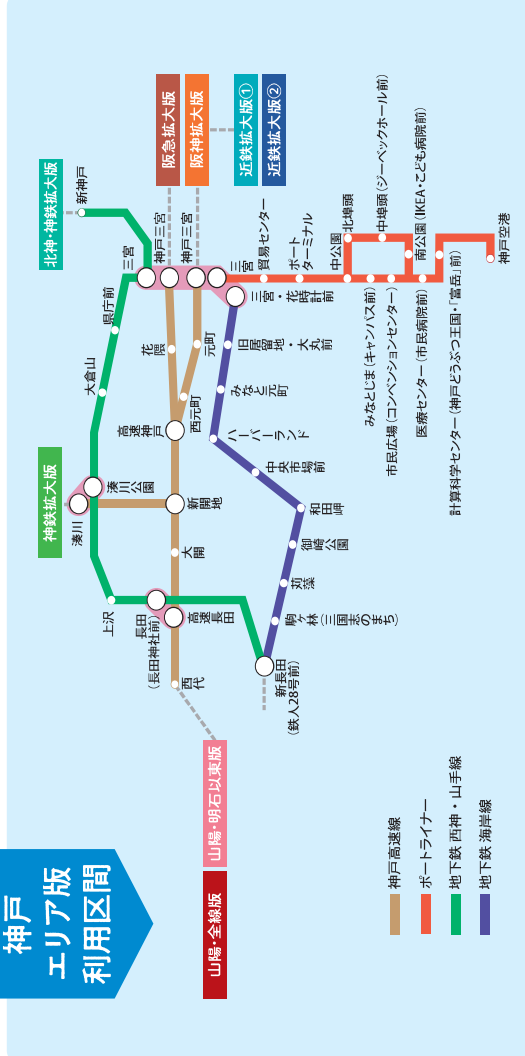 神戸
エリア版
利用区間
北神・神鉄拡大版
阪急拡大版
阪神拡大版
近鉄拡大版①
近鉄拡大版②
神鉄拡大版
山陽・明石以東版
山陽・全線版
新神戸
三宮
県庁前
大倉山
湊川公園
湊川
上沢
長田
(長田神社前)
新長田
(鉄人28号前)
神戸三宮
神戸三宮
花隈
元町
西元町
高速神戸
新開地
大開
高速長田
西代
三宮・花時計前
旧居留地・大丸前
みなと元町
ハーバーランド
中央市場前
和田岬
御崎公園
苅藻
駒ヶ林(三国志のまち)
三宮
貿易センター
ポート
ターミナル
中公園
北埠頭
中埠頭(ジーベックホール前)
南公園(IKEA・こども病院前)
みなとじま(キャンパス前)
市民広場(コンベンションセンター)
医療センター(市民病院前)
計算科学センター(神戸どうぶつ王国・「富岳」前)
神戸空港
神戸高速線
ポートライナー
地下鉄 西神・山手線
地下鉄 海岸線